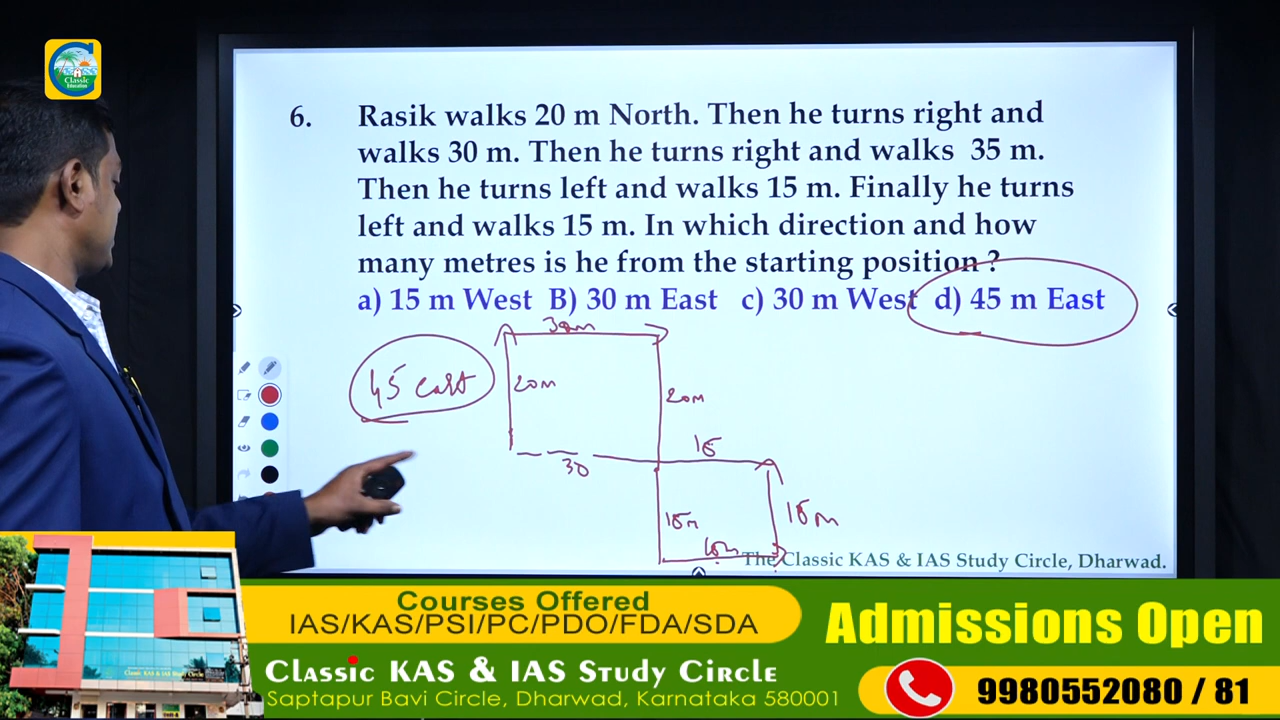 Classic
Education
6. Rasik walks 20 m North. Then he turns right and
walks 30 m. Then he turns right and walks 35 m.
Then he turns left and walks 15 m. Finally he turns
left and walks 15 m. In which direction and how
many metres is he from the starting position ?
a) 15 m West B) 30 m East c) 30 m West d) 45 m East
30m
45 east
20m
20m
15
30
15m
15m
15m
The Classic KAS & IAS Study Circle, Dharwad.
Courses Offered
IAS/KAS/PSI/PC/PDO/FDA/SDA
Classic KAS & IAS Study Circle
Saptapur Bavi Circle, Dharwad, Karnataka 580001
Admissions Open
9980552080 / 81